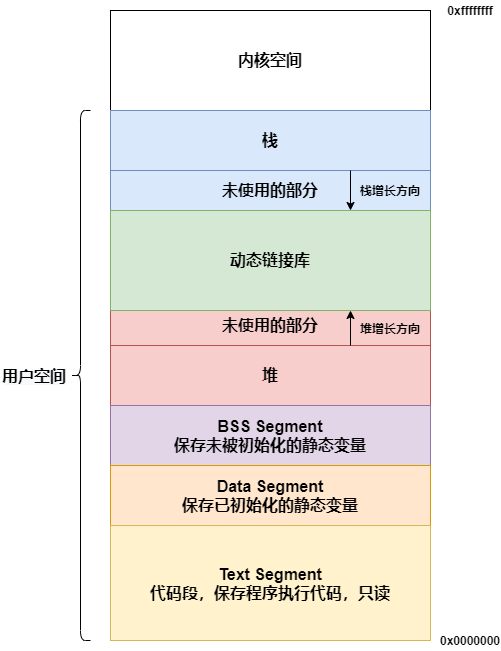 0xffffffff
内核空间
栈
未使用的部分
栈增长方向
动态链接库
未使用的部分
堆增长方向
用户空间
堆
BSS Segment
保存未被初始化的静态变量
Data Segment
保存已初始化的静态变量
Text Segment
代码段，保存程序执行代码，只读
0x0000000